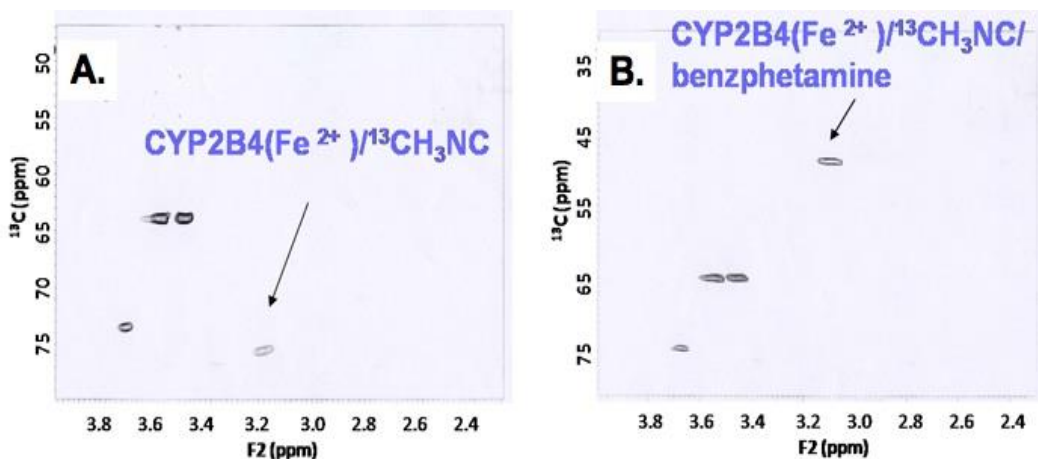 A.
CYP2B4(Fe ²⁺ )/¹³CH₃NC
50
55
60
65
70
75
¹³C (ppm)
3.8 3.6 3.4 3.2 3.0 2.8 2.6 2.4
F2 (ppm)
B.
CYP2B4(Fe ²⁺ )/¹³CH₃NC/
benzphetamine
35
45
55
65
75
¹³C (ppm)
3.8 3.6 3.4 3.2 3.0 2.8 2.6 2.4
F2 (ppm)